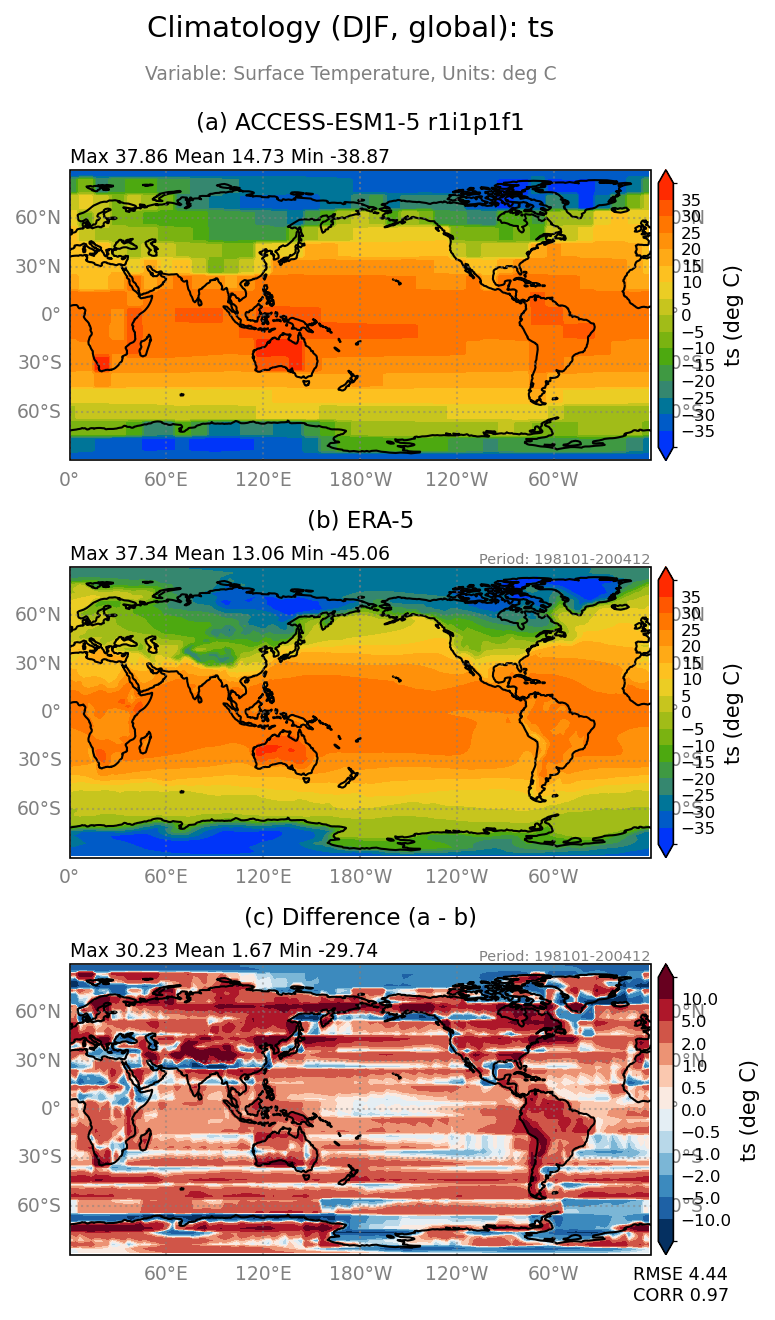 Climatology (DJF, global): ts
Variable: Surface Temperature, Units: deg C
(a) ACCESS-ESM1-5 r1i1p1f1
Max 37.86 Mean 14.73 Min -38.87
60°N
30°N
0°
30°S
60°S
0°
60°E
120°E
180°W
120°W
60°W
35
30
25
20
15
10
5
0
−5
−10
−15
−20
−25
−30
−35
ts (deg C)
(b) ERA-5
Max 37.34 Mean 13.06 Min -45.06
Period: 198101-200412
60°N
30°N
0°
30°S
60°S
0°
60°E
120°E
180°W
120°W
60°W
35
30
25
20
15
10
5
0
−5
−10
−15
−20
−25
−30
−35
ts (deg C)
(c) Difference (a - b)
Max 30.23 Mean 1.67 Min -29.74
Period: 198101-200412
60°N
30°N
0°
30°S
60°S
60°E
120°E
180°W
120°W
60°W
10.0
5.0
2.0
1.0
0.5
0.0
−0.5
−1.0
−2.0
−5.0
−10.0
ts (deg C)
RMSE 4.44
CORR 0.97